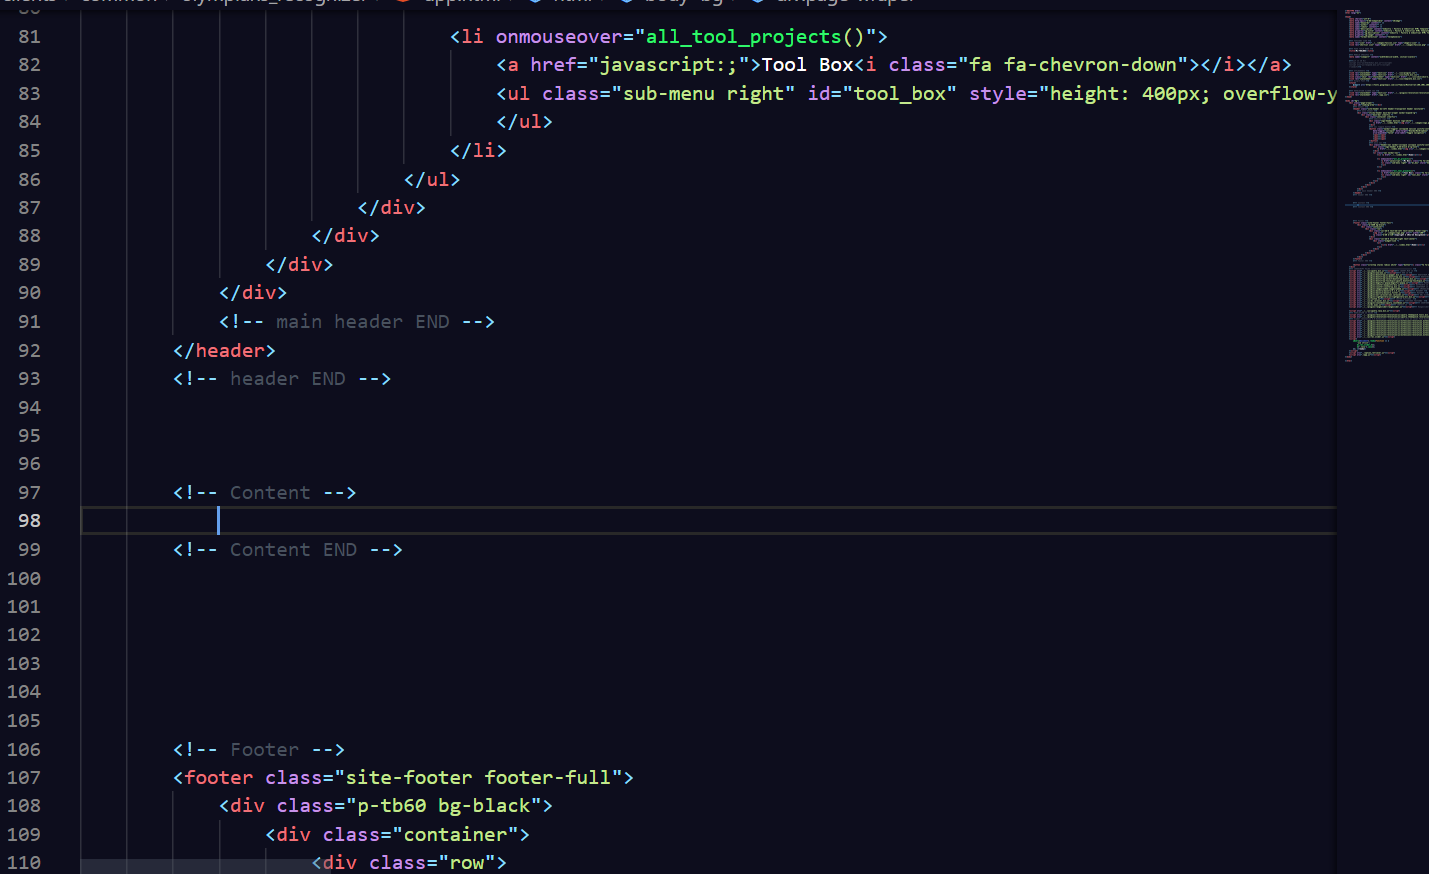 81 <li onmouseover="all_tool_projects()">
82 <a href="javascript:;">Tool Box<i class="fa fa-chevron-down"></i></a>
83 <ul class="sub-menu right" id="tool_box" style="height: 400px; overflow-y
84 </ul>
85 </li>
86 </ul>
87 </div>
88 </div>
89 </div>
90 </div>
91 <!-- main header END -->
92 </header>
93 <!-- header END -->
94
95
96
97 <!-- Content -->
98
99 <!-- Content END -->
100
101
102
103
104
105
106 <!-- Footer -->
107 <footer class="site-footer footer-full">
108 <div class="p-tb60 bg-black">
109 <div class="container">
110 <div class="row">